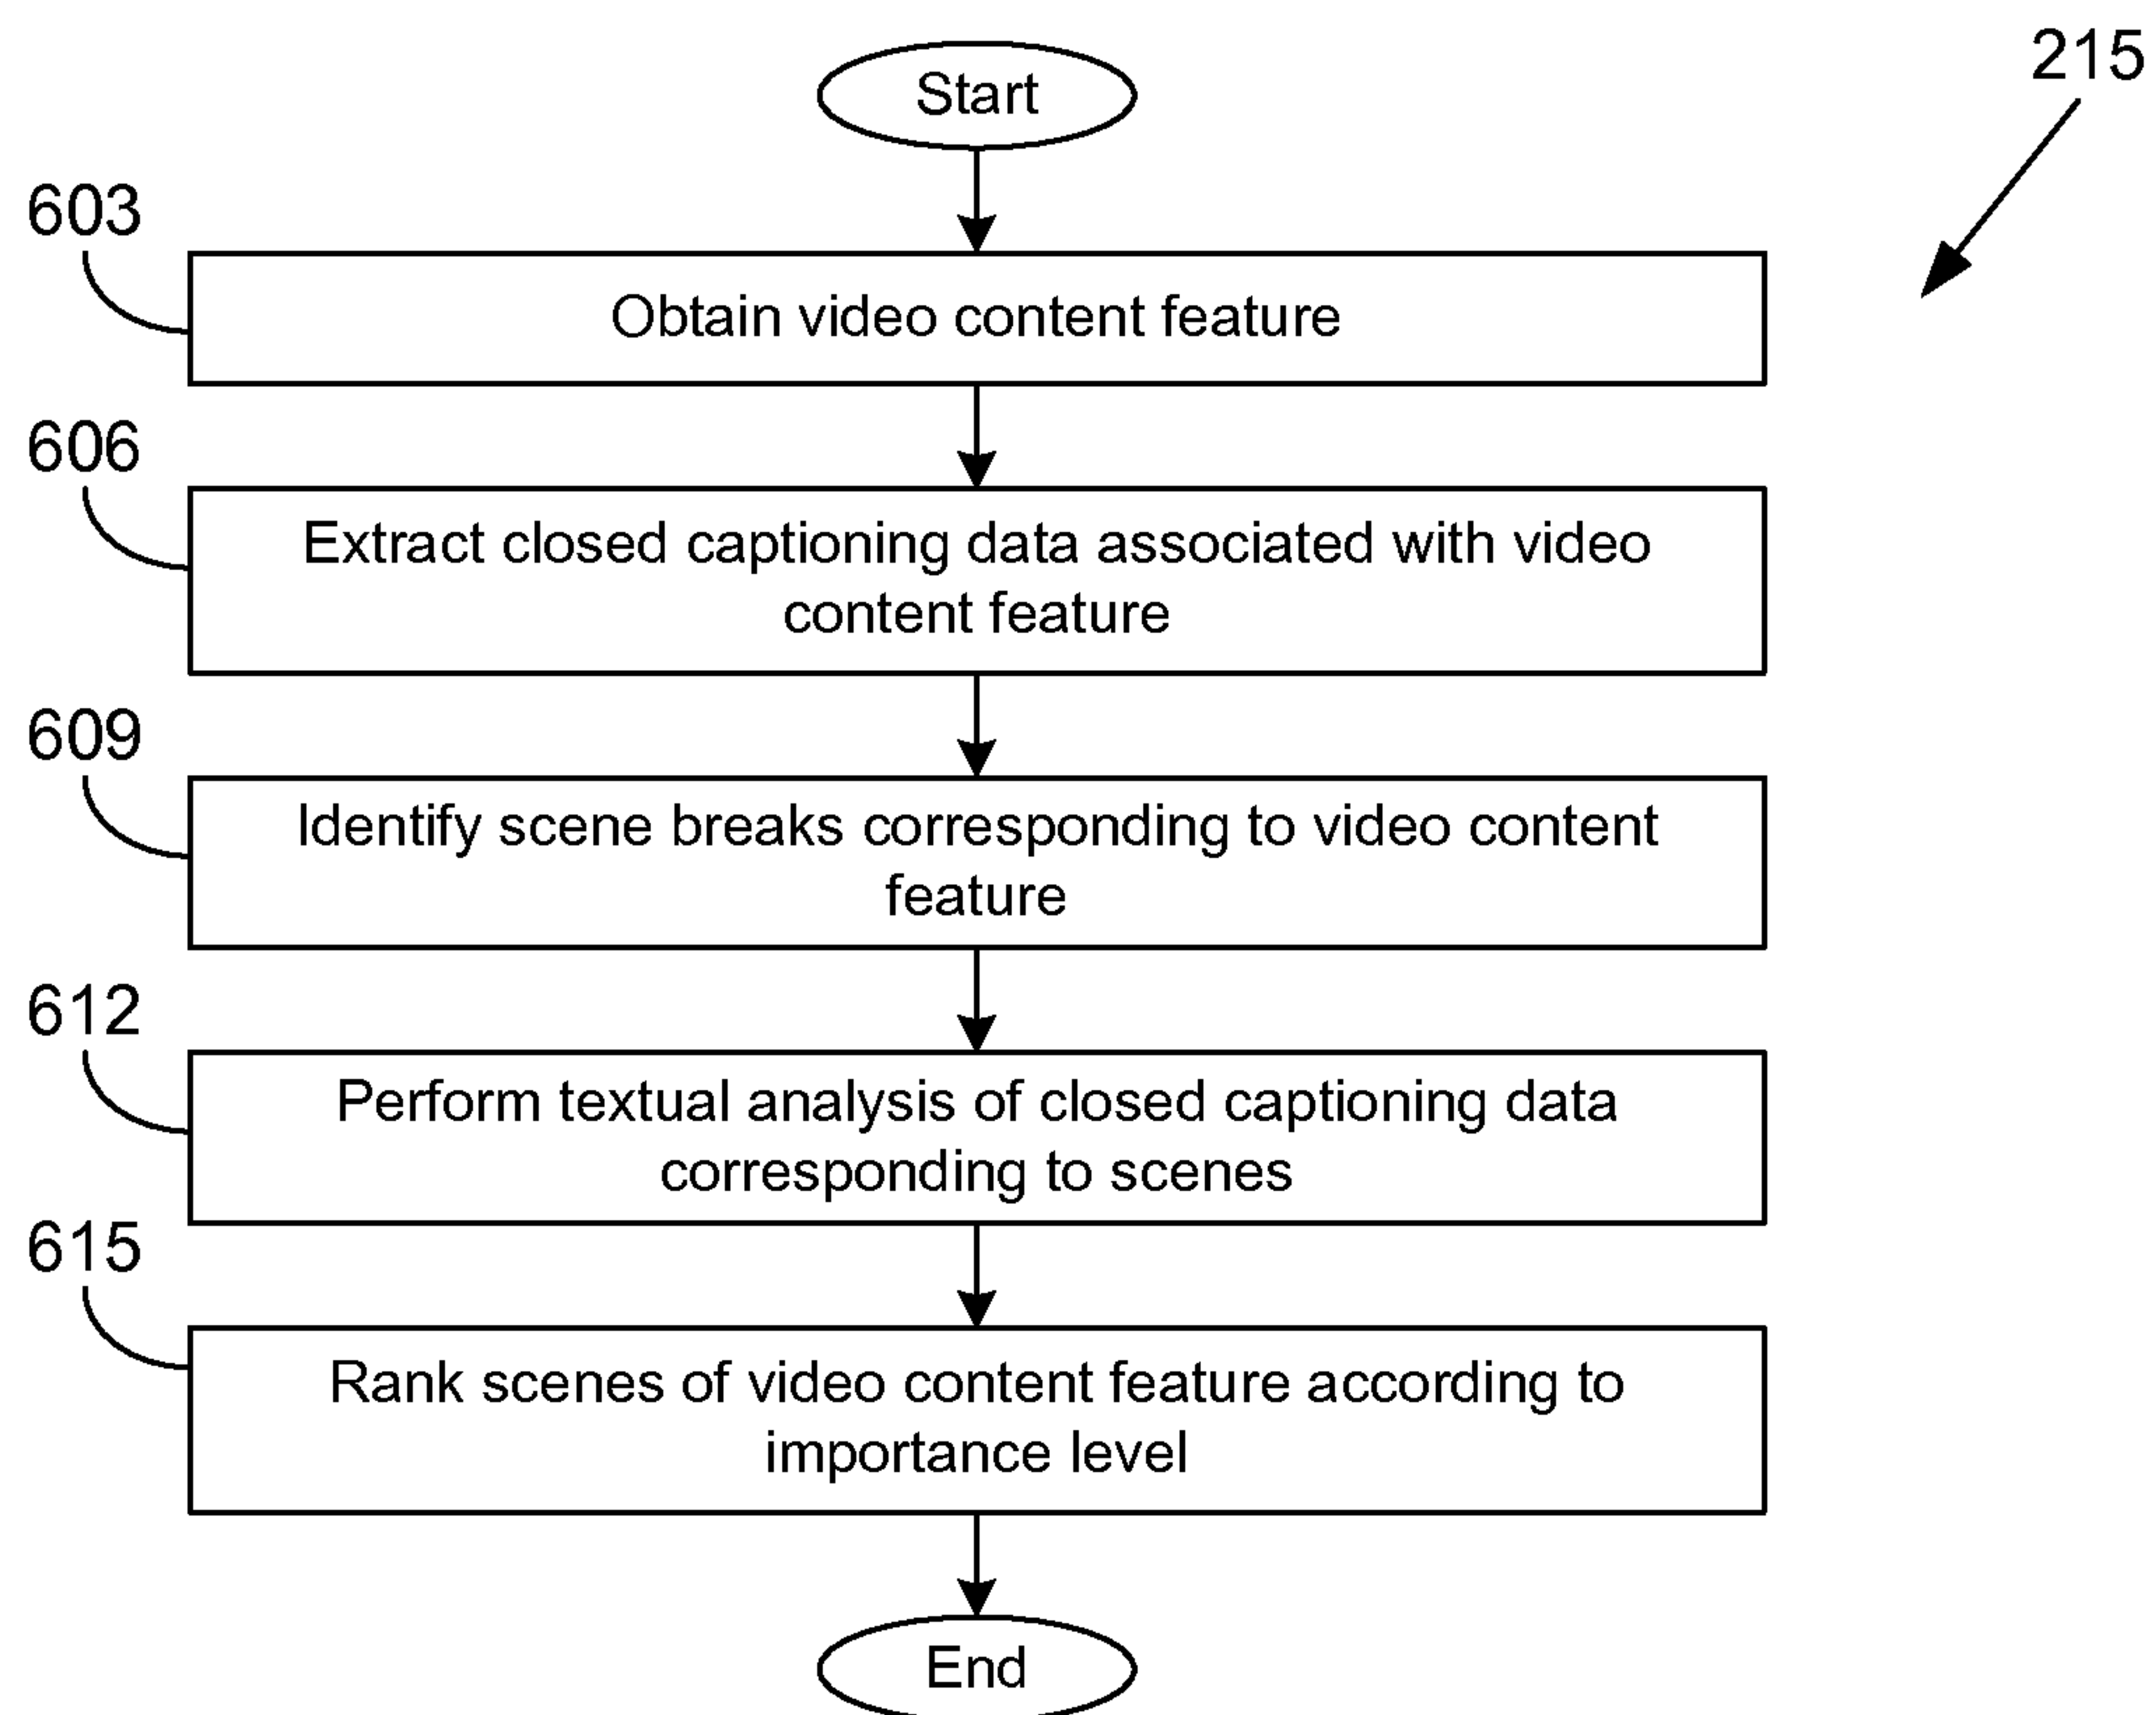 Start
215
603
Obtain video content feature
606
Extract closed captioning data associated with video
content feature
609
Identify scene breaks corresponding to video content
feature
612
Perform textual analysis of closed captioning data
corresponding to scenes
615
Rank scenes of video content feature according to
importance level
End